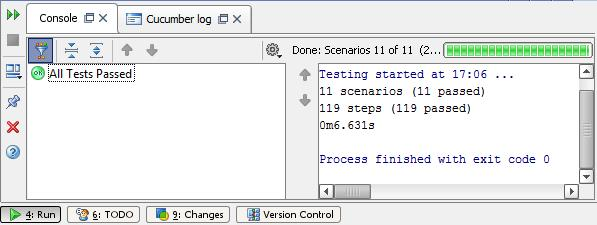 Console
Cucumber log
Done: Scenarios 11 of 11 (2...
OK
All Tests Passed
Testing started at 17:06 ...
11 scenarios (11 passed)
119 steps (119 passed)
0m6.631s
Process finished with exit code 0
4: Run
6: TODO
9: Changes
Version Control